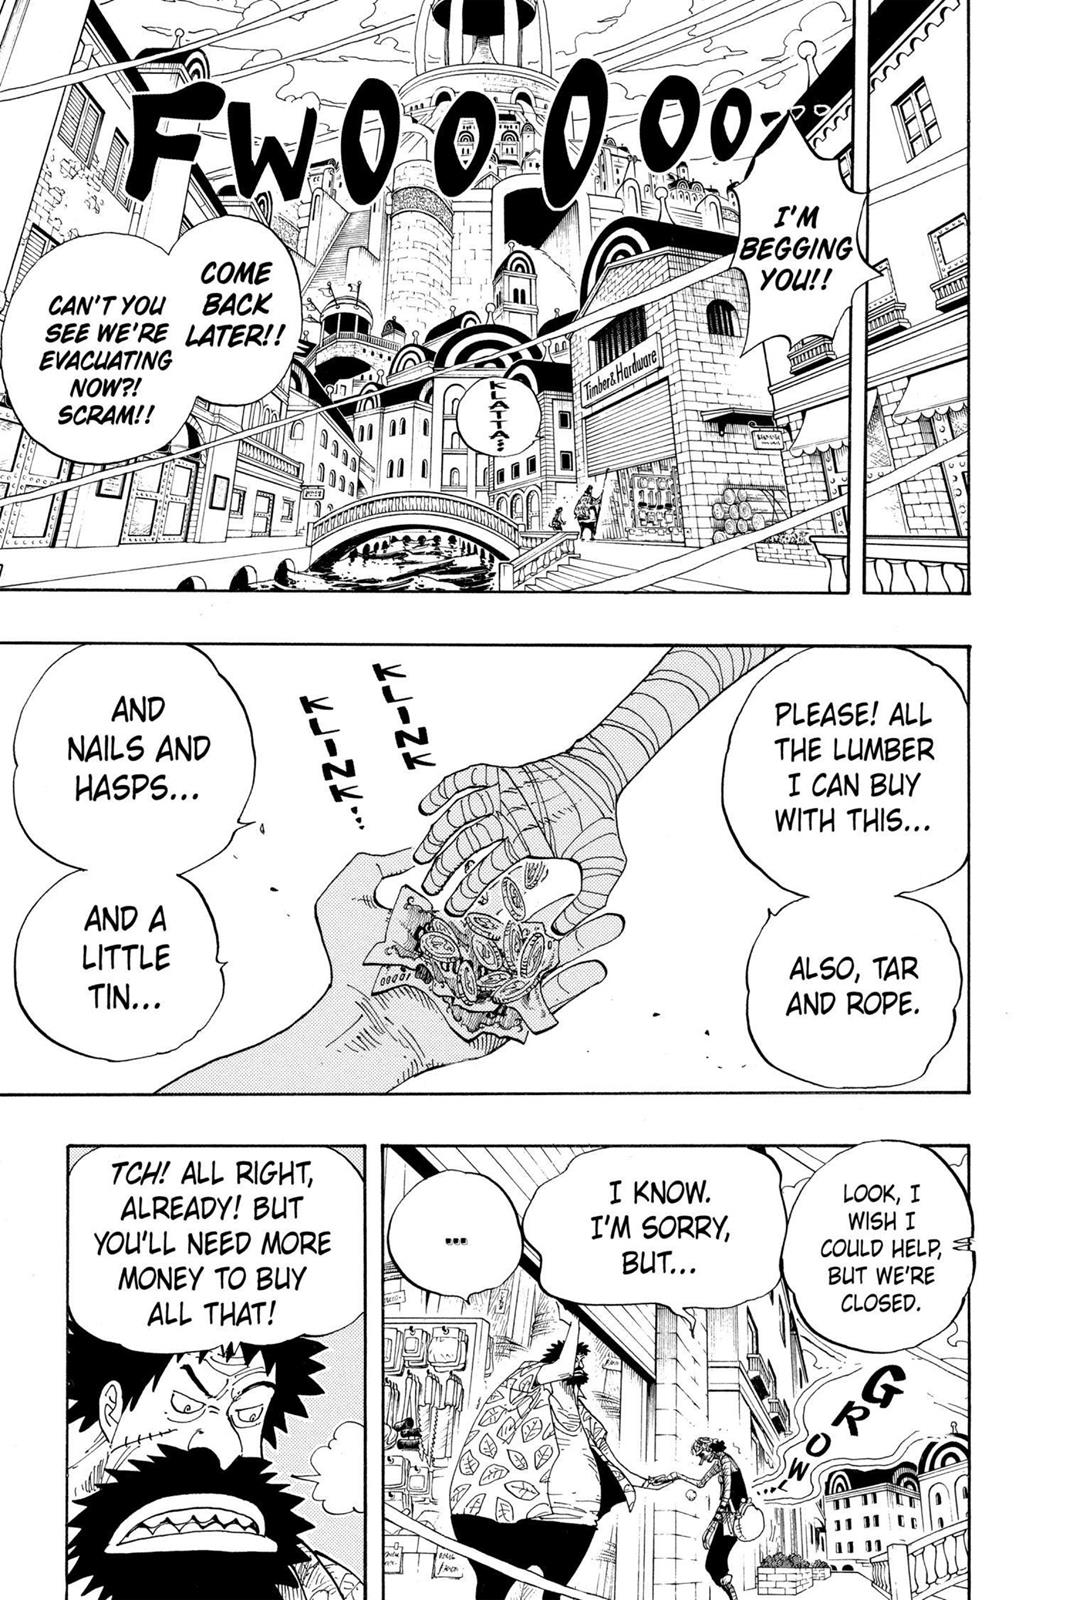 FWOOOOOO...
I'M
BEGGING
YOU!!
COME
BACK
LATER!!
CAN'T YOU
SEE WE'RE
EVACUATING
NOW?!
SCRAM!!
Timber & Hardware
KLATTA...
PLEASE! ALL
THE LUMBER
I CAN BUY
WITH THIS...
ALSO, TAR
AND ROPE.
KLINK
KLINK...
AND
NAILS AND
HASPS...
AND A
LITTLE
TIN...
LOOK, I
WISH I
COULD HELP,
BUT WE'RE
CLOSED.
I KNOW.
I'M SORRY,
BUT...
...
GROWL...
TCH! ALL RIGHT,
ALREADY! BUT
YOU'LL NEED MORE
MONEY TO BUY
ALL THAT!